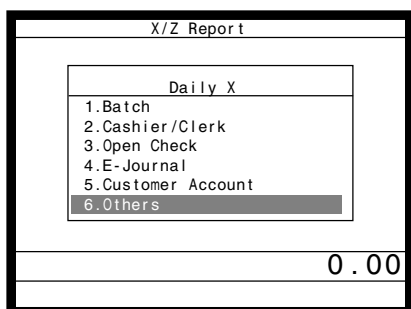 X/Z Report
Daily X
1.Batch
2.Cashier/Clerk
3.Open Check
4.E-Journal
5.Customer Account
6.Others
0.00